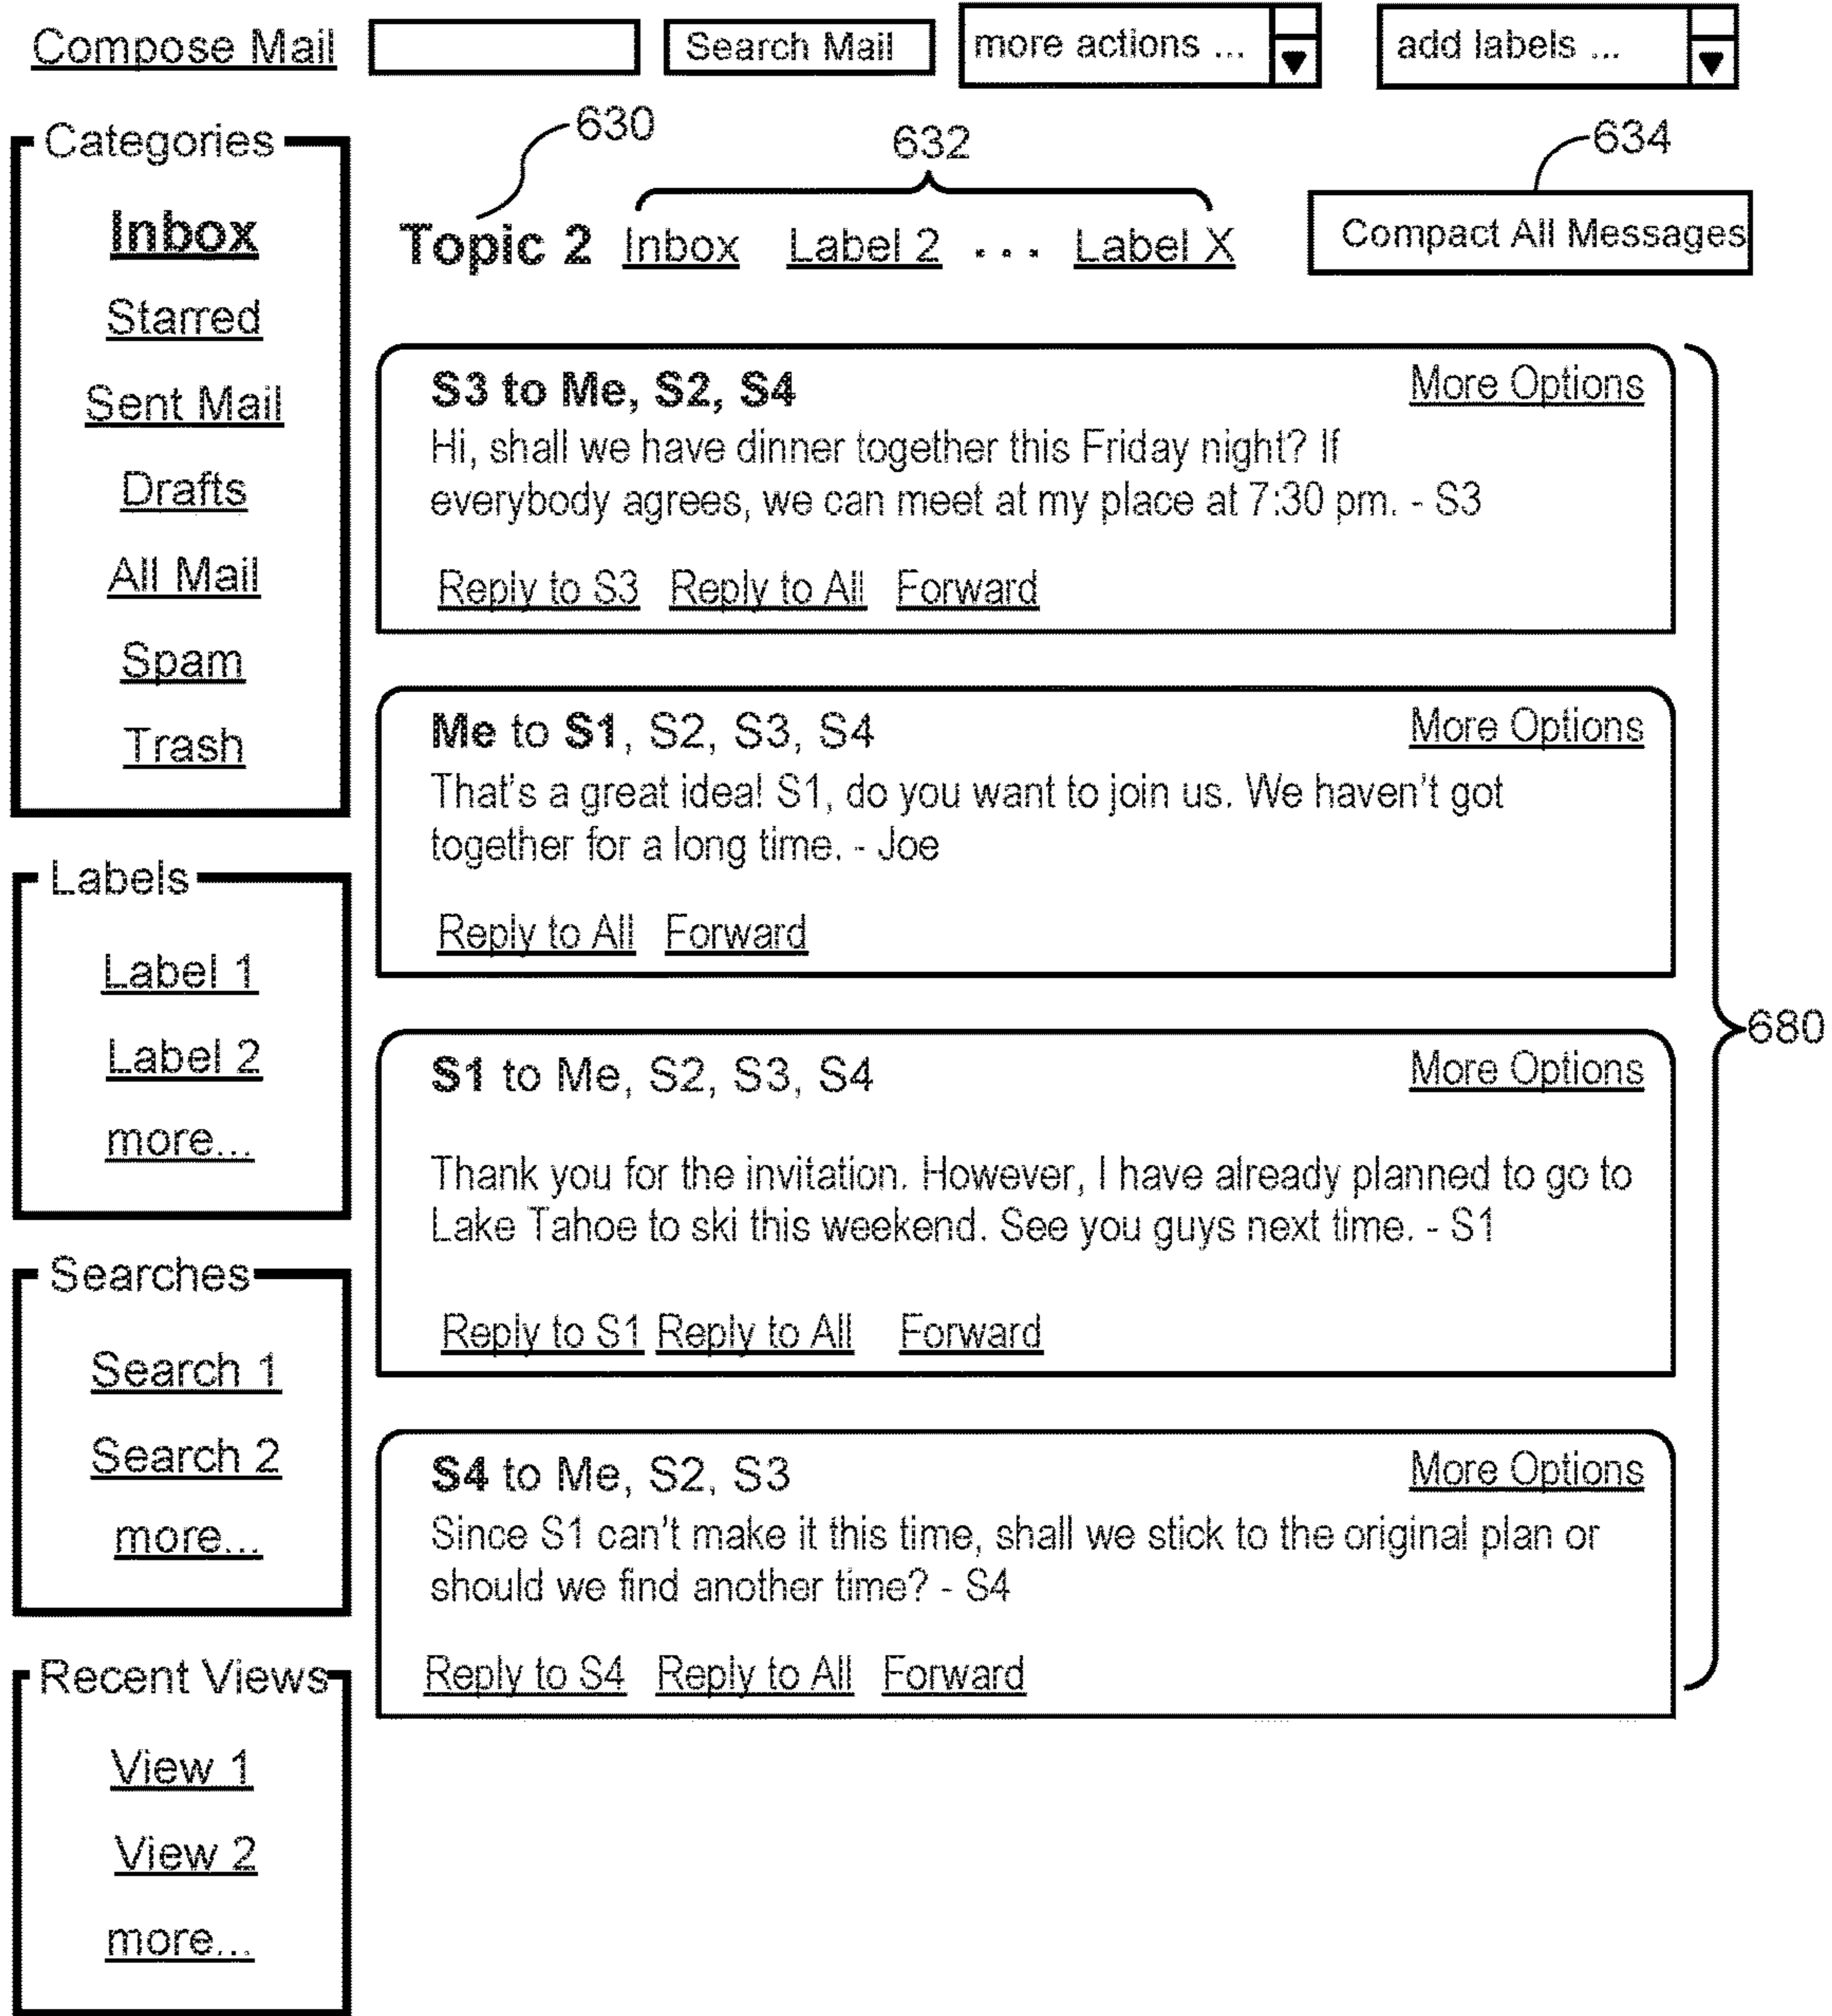 Compose Mail Search Mail more actions ... add labels ...
630
632
634
Categories
Inbox
Starred
Sent Mail
Drafts
All Mail
Spam
Trash
Labels
Label 1
Label 2
more...
Searches
Search 1
Search 2
more...
Recent Views
View 1
View 2
more...
Topic 2 Inbox Label 2 . . . Label X Compact All Messages
S3 to Me, S2, S4 More Options
Hi, shall we have dinner together this Friday night? If
everybody agrees, we can meet at my place at 7:30 pm. - S3
Reply to S3 Reply to All Forward
Me to S1, S2, S3, S4 More Options
That's a great idea! S1, do you want to join us. We haven't got
together for a long time. - Joe
Reply to All Forward
S1 to Me, S2, S3, S4 More Options
Thank you for the invitation. However, I have already planned to go to
Lake Tahoe to ski this weekend. See you guys next time. - S1
Reply to S1 Reply to All Forward
S4 to Me, S2, S3 More Options
Since S1 can't make it this time, shall we stick to the original plan or
should we find another time? - S4
Reply to S4 Reply to All Forward
680